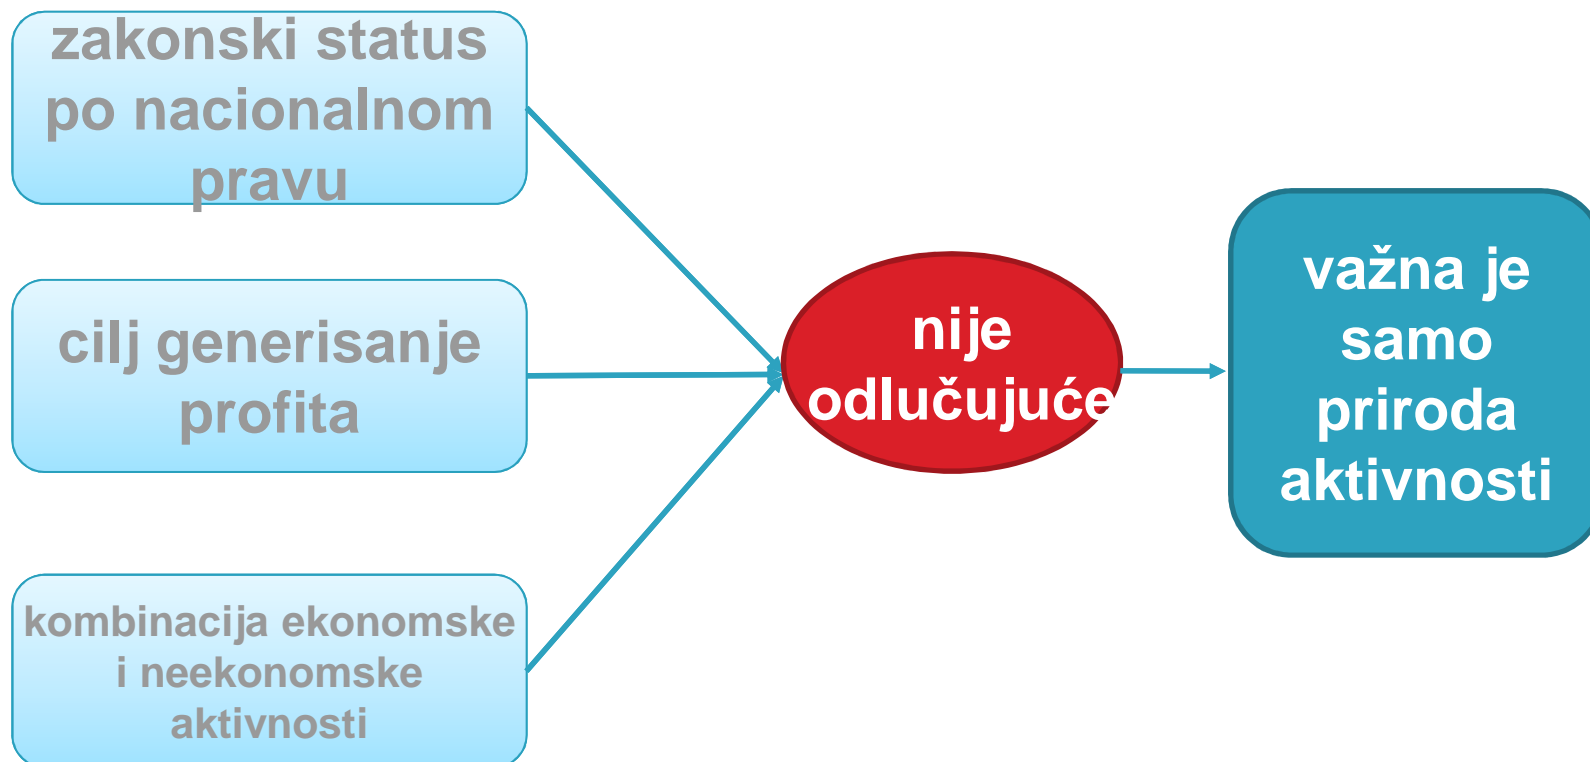 zakonski status
po nacionalnom
pravu
cilj generisanje
profita
kombinacija ekonomske
i neekonomske
aktivnosti
nije
odlučujuće
važna je
samo
priroda
aktivnosti